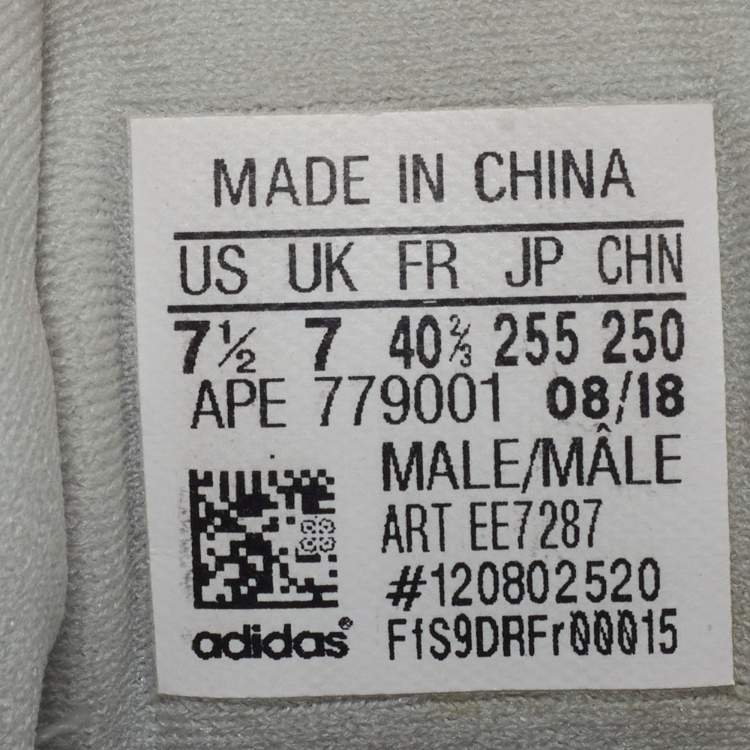 MADE IN CHINA
US UK FR JP CHN
7½ 7 40⅔ 255 250
APE 779001 08/18
MALE/MÂLE
ART EE7287
#120802520
adidas® FfS9DRFr00015